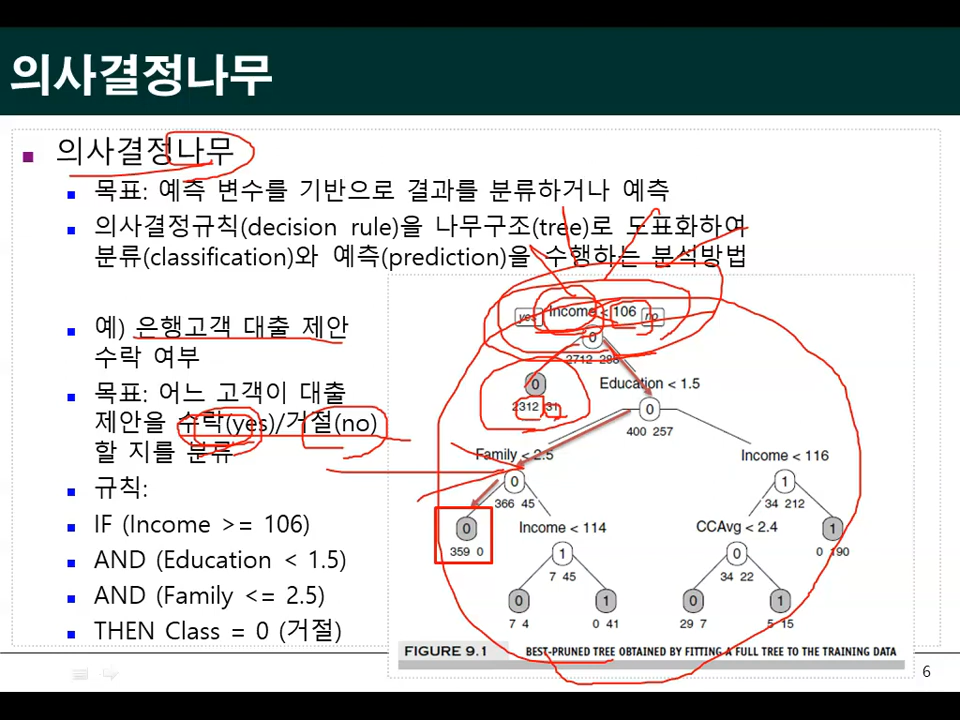 의사결정나무
의사결정나무
목표: 예측 변수를 기반으로 결과를 분류하거나 예측
의사결정규칙(decision rule)을 나무구조(tree)로 도표화하여
분류(classification)와 예측(prediction)을 수행하는 분석방법
예) 은행고객 대출 제안
수락 여부
목표: 어느 고객이 대출
제안을 수락(yes)/거절(no)
할 지를 분류
규칙:
IF (Income >= 106)
AND (Education < 1.5)
AND (Family <= 2.5)
THEN Class = 0 (거절)
yes Income < 106 no
0
2712
0 Education < 1.5
2312 31 0
400 257
Family < 2.5 Income < 116
0 1
366 45 34 212
0 Income < 114 CCAvg < 2.4 1
359 0 1 0 0 190
7 45 34 22
0 1 0 1
7 4 0 41 29 7 5 15
FIGURE 9.1 BEST-PRUNED TREE OBTAINED BY FITTING A FULL TREE TO THE TRAINING DATA
6